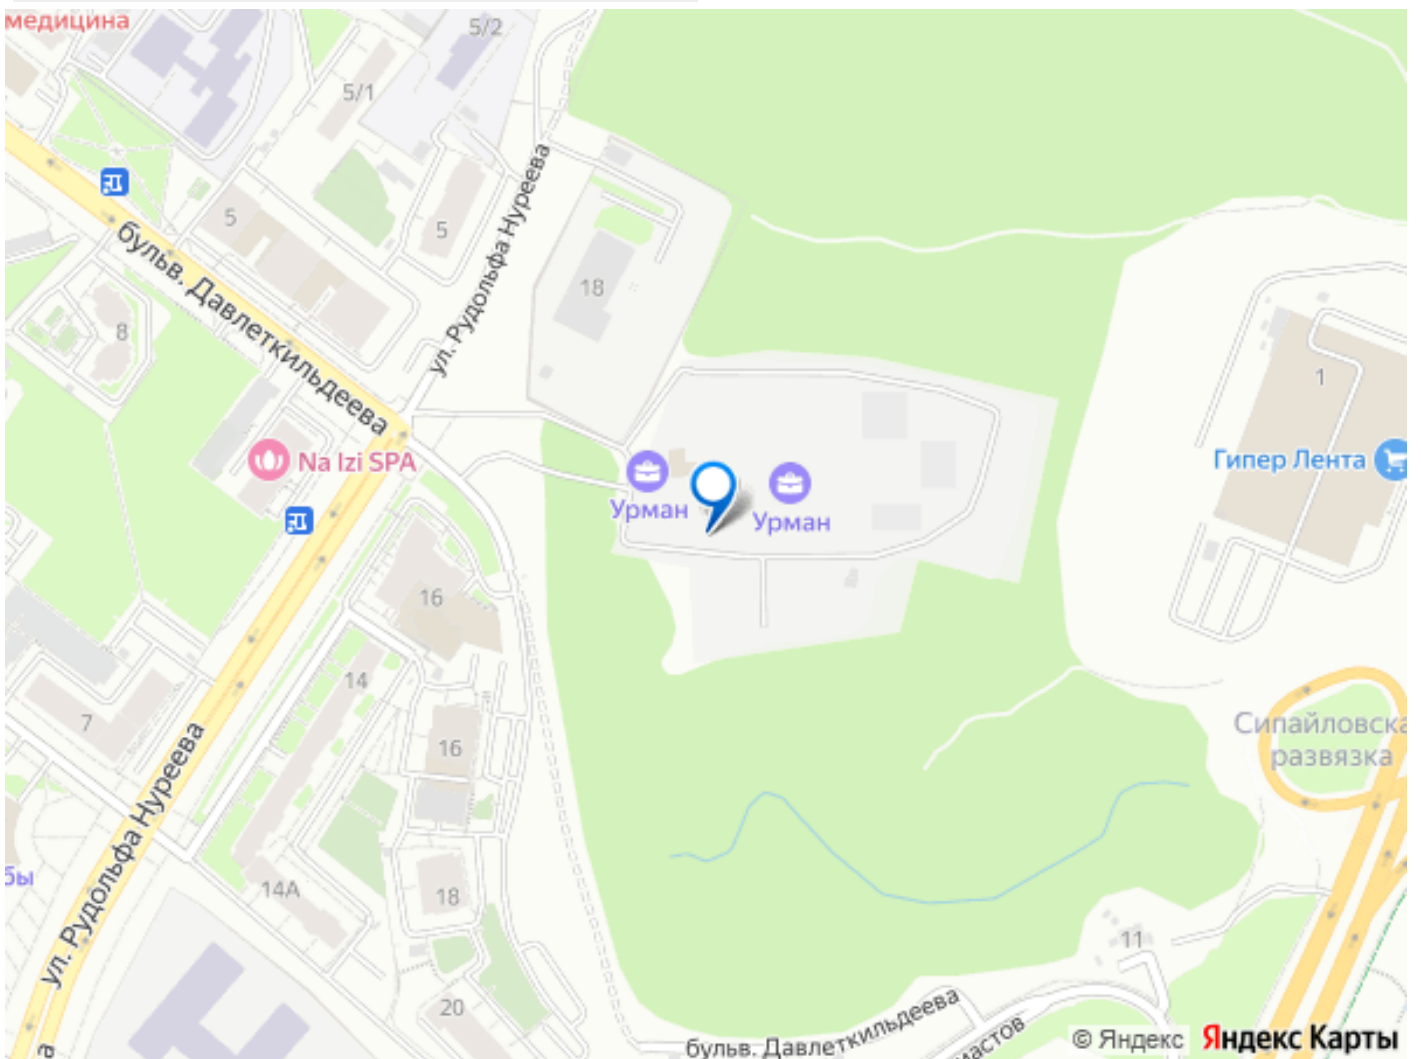 медицина
5/2
5/1
ул. Рудольфа Нуреева
5
5
бульв. Давлеткильдеева
18
8
1
Na Izi SPA
Гипер Лента
Урман
Урман
16
14
7
16
Сипайловска
развязка
ул. Рудольфа Нуреева
бы
14А
18
11
20
а
бульв. Давлеткильдеева
мастов
© Яндекс Яндекс Карты